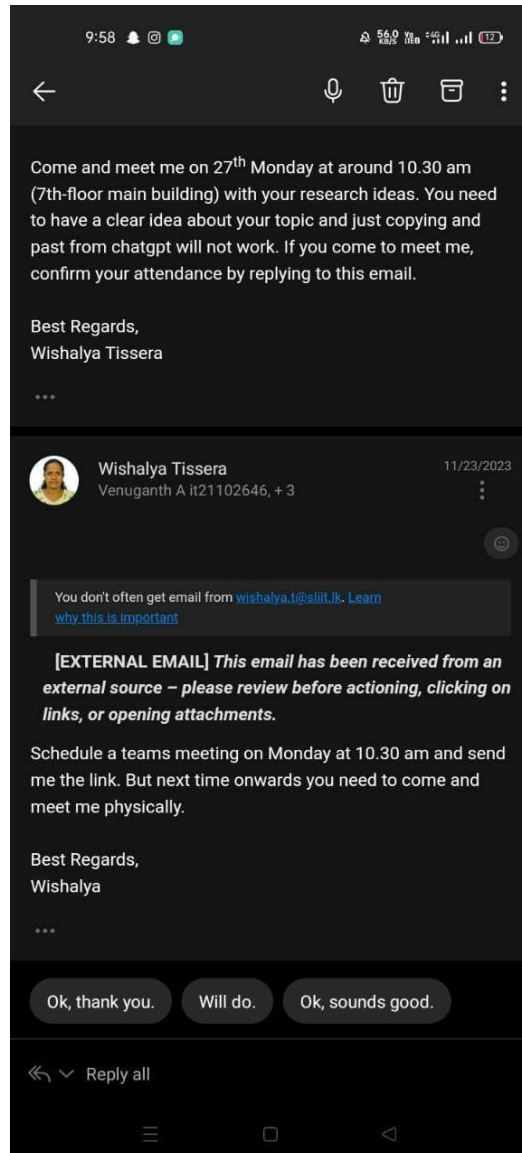 9:58 56.0 KB/S Vo LTED 4G 12
Come and meet me on 27th Monday at around 10.30 am
(7th-floor main building) with your research ideas. You need
to have a clear idea about your topic and just copying and
past from chatgpt will not work. If you come to meet me,
confirm your attendance by replying to this email.
Best Regards,
Wishalya Tissera
Wishalya Tissera 11/23/2023
Venuganth A it21102646, + 3
You don't often get email from wishalya.t@sliit.lk. Learn
why this is important
[EXTERNAL EMAIL] This email has been received from an
external source – please review before actioning, clicking on
links, or opening attachments.
Schedule a teams meeting on Monday at 10.30 am and send
me the link. But next time onwards you need to come and
meet me physically.
Best Regards,
Wishalya
Ok, thank you. Will do. Ok, sounds good.
Reply all